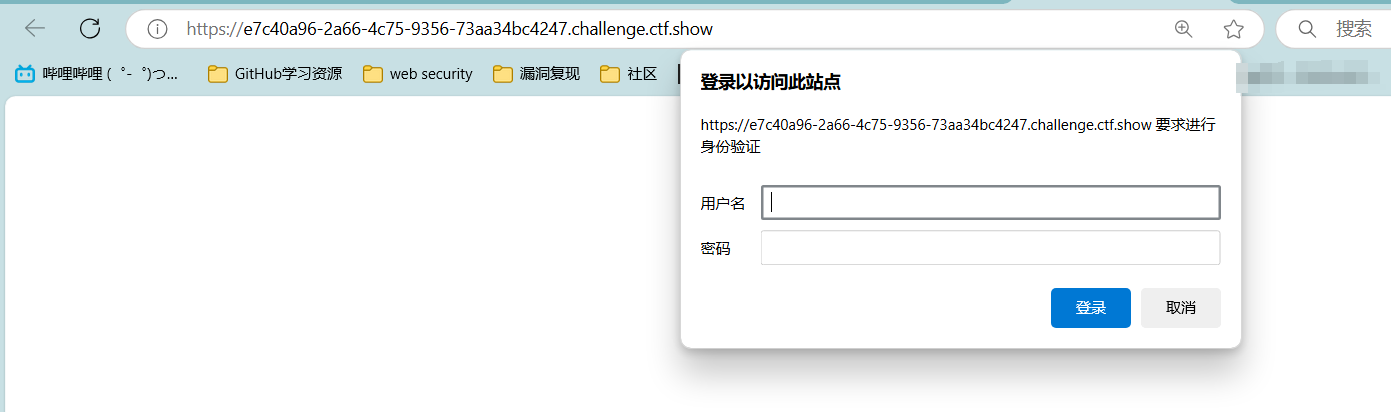 https://e7c40a96-2a66-4c75-9356-73aa34bc4247.challenge.ctf.show
搜索
哔哩哔哩 (゜-゜)つ...
GitHub学习资源
web security
漏洞复现
社区
登录以访问此站点
https://e7c40a96-2a66-4c75-9356-73aa34bc4247.challenge.ctf.show 要求进行
身份验证
用户名
密码
登录
取消